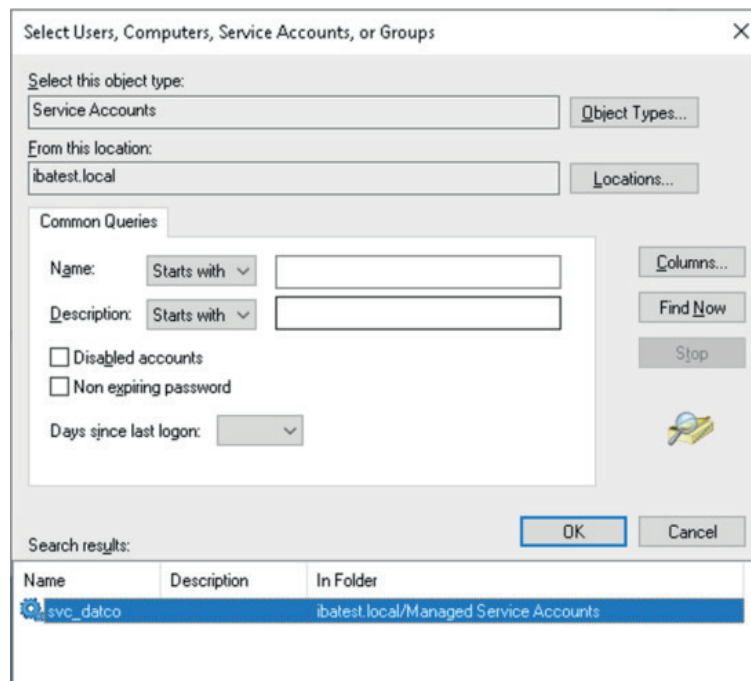 Select Users, Computers, Service Accounts, or Groups
Select this object type:
Service Accounts
Object Types...
From this location:
ibatest.local
Locations...
Common Queries
Name: Starts with
Description: Starts with
Disabled accounts
Non expiring password
Days since last logon:
Columns...
Find Now
Stop
OK Cancel
Search results:
Name Description In Folder
svc_datco ibatest.local/Managed Service Accounts